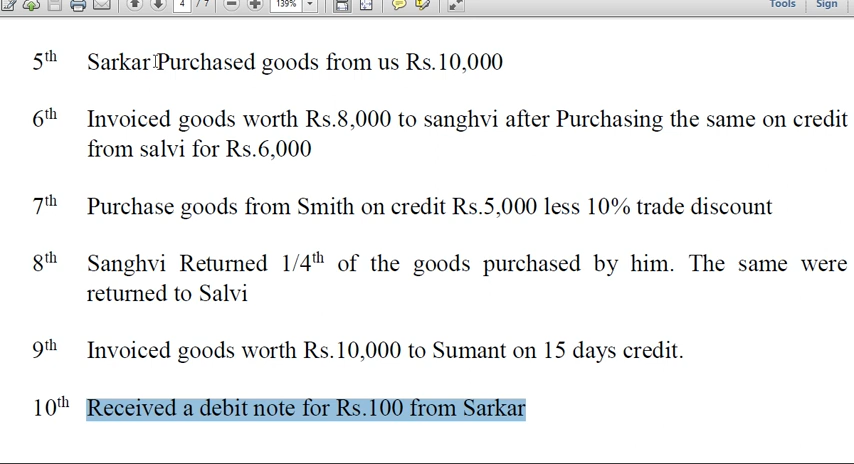 4 / 7 139% Tools Sign
5th Sarkar Purchased goods from us Rs.10,000
6th Invoiced goods worth Rs.8,000 to sanghvi after Purchasing the same on credit
from salvi for Rs.6,000
7th Purchase goods from Smith on credit Rs.5,000 less 10% trade discount
8th Sanghvi Returned 1/4th of the goods purchased by him. The same were
returned to Salvi
9th Invoiced goods worth Rs.10,000 to Sumant on 15 days credit.
10th Received a debit note for Rs.100 from Sarkar